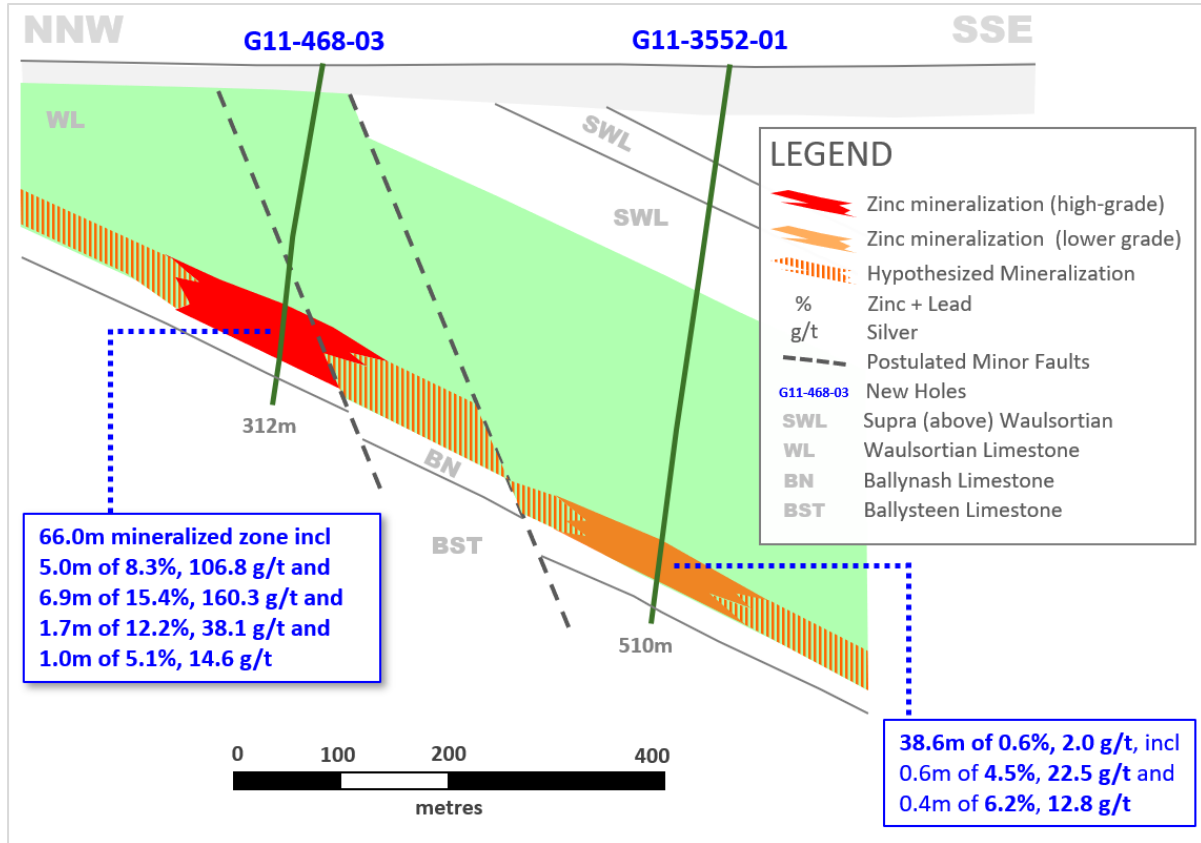 NNW
G11-468-03
G11-3552-01
SSE
WL
SWL
SWL
LEGEND
Zinc mineralization (high-grade)
Zinc mineralization (lower grade)
Hypothesized Mineralization
% Zinc + Lead
g/t Silver
Postulated Minor Faults
G11-468-03 New Holes
SWL Supra (above) Waulsortian
WL Waulsortian Limestone
BN Ballynash Limestone
BST Ballysteen Limestone
312m
BN
BST
510m
66.0m mineralized zone incl
5.0m of 8.3%, 106.8 g/t and
6.9m of 15.4%, 160.3 g/t and
1.7m of 12.2%, 38.1 g/t and
1.0m of 5.1%, 14.6 g/t
38.6m of 0.6%, 2.0 g/t, incl
0.6m of 4.5%, 22.5 g/t and
0.4m of 6.2%, 12.8 g/t
0 100 200 400
metres